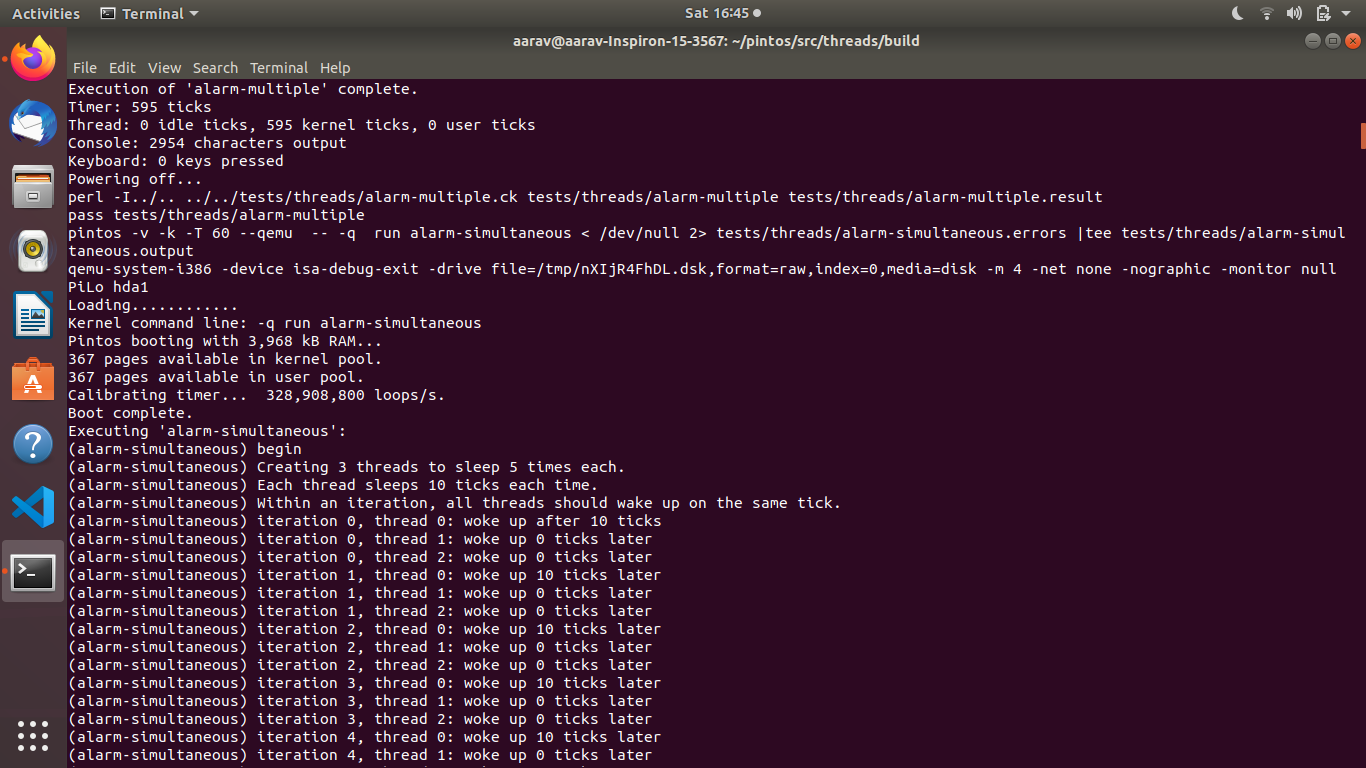 Activities Terminal Sat 16:45
aarav@aarav-Inspiron-15-3567: ~/pintos/src/threads/build
File Edit View Search Terminal Help
Execution of 'alarm-multiple' complete.
Timer: 595 ticks
Thread: 0 idle ticks, 595 kernel ticks, 0 user ticks
Console: 2954 characters output
Keyboard: 0 keys pressed
Powering off...
perl -I../.. ../../tests/threads/alarm-multiple.ck tests/threads/alarm-multiple tests/threads/alarm-multiple.result
pass tests/threads/alarm-multiple
pintos -v -k -T 60 --qemu  -- -q  run alarm-simultaneous < /dev/null 2> tests/threads/alarm-simultaneous.errors |tee tests/threads/alarm-simul
taneous.output
qemu-system-i386 -device isa-debug-exit -drive file=/tmp/nXIjR4FhDL.dsk,format=raw,index=0,media=disk -m 4 -net none -nographic -monitor null
PiLo hda1
Loading............
Kernel command line: -q run alarm-simultaneous
Pintos booting with 3,968 kB RAM...
367 pages available in kernel pool.
367 pages available in user pool.
Calibrating timer...  328,908,800 loops/s.
Boot complete.
Executing 'alarm-simultaneous':
(alarm-simultaneous) begin
(alarm-simultaneous) Creating 3 threads to sleep 5 times each.
(alarm-simultaneous) Each thread sleeps 10 ticks each time.
(alarm-simultaneous) Within an iteration, all threads should wake up on the same tick.
(alarm-simultaneous) iteration 0, thread 0: woke up after 10 ticks
(alarm-simultaneous) iteration 0, thread 1: woke up 0 ticks later
(alarm-simultaneous) iteration 0, thread 2: woke up 0 ticks later
(alarm-simultaneous) iteration 1, thread 0: woke up 10 ticks later
(alarm-simultaneous) iteration 1, thread 1: woke up 0 ticks later
(alarm-simultaneous) iteration 1, thread 2: woke up 0 ticks later
(alarm-simultaneous) iteration 2, thread 0: woke up 10 ticks later
(alarm-simultaneous) iteration 2, thread 1: woke up 0 ticks later
(alarm-simultaneous) iteration 2, thread 2: woke up 0 ticks later
(alarm-simultaneous) iteration 3, thread 0: woke up 10 ticks later
(alarm-simultaneous) iteration 3, thread 1: woke up 0 ticks later
(alarm-simultaneous) iteration 3, thread 2: woke up 0 ticks later
(alarm-simultaneous) iteration 4, thread 0: woke up 10 ticks later
(alarm-simultaneous) iteration 4, thread 1: woke up 0 ticks later